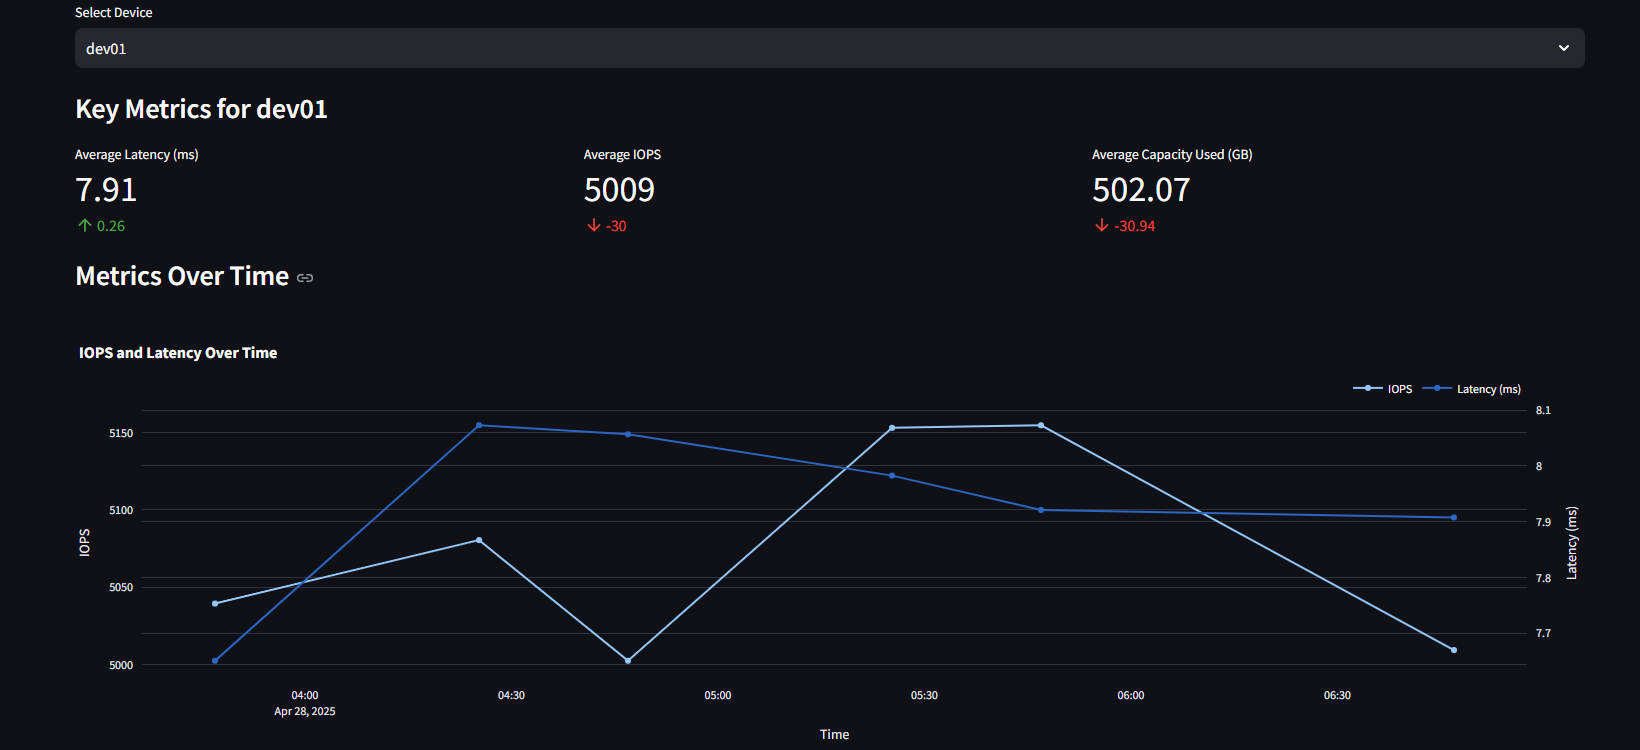 Select Device
dev01
Key Metrics for dev01
Average Latency (ms)
7.91
0.26
Average IOPS
5009
-30
Average Capacity Used (GB)
502.07
-30.94
Metrics Over Time
IOPS and Latency Over Time
IOPS
Latency (ms)
5150
5100
5050
5000
IOPS
8.1
8
7.9
7.8
7.7
Latency (ms)
04:00
04:30
05:00
05:30
06:00
06:30
Apr 28, 2025
Time